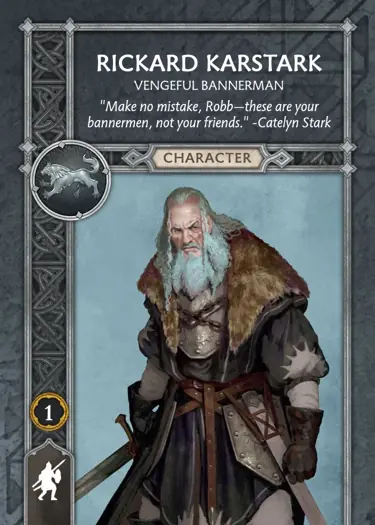 RICKARD KARSTARK
VENGEFUL BANNERMAN
"Make no mistake, Robb—these are your
bannermen, not your friends." -Catelyn Stark
CHARACTER
1